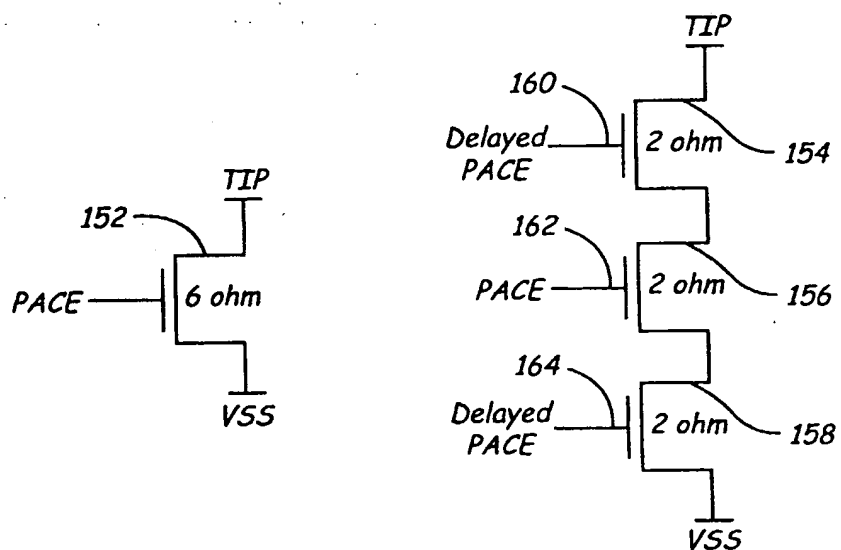 TIP
152
PACE
6 ohm
VSS
TIP
160
Delayed
PACE
2 ohm
154
162
PACE
2 ohm
156
164
Delayed
PACE
2 ohm
158
VSS